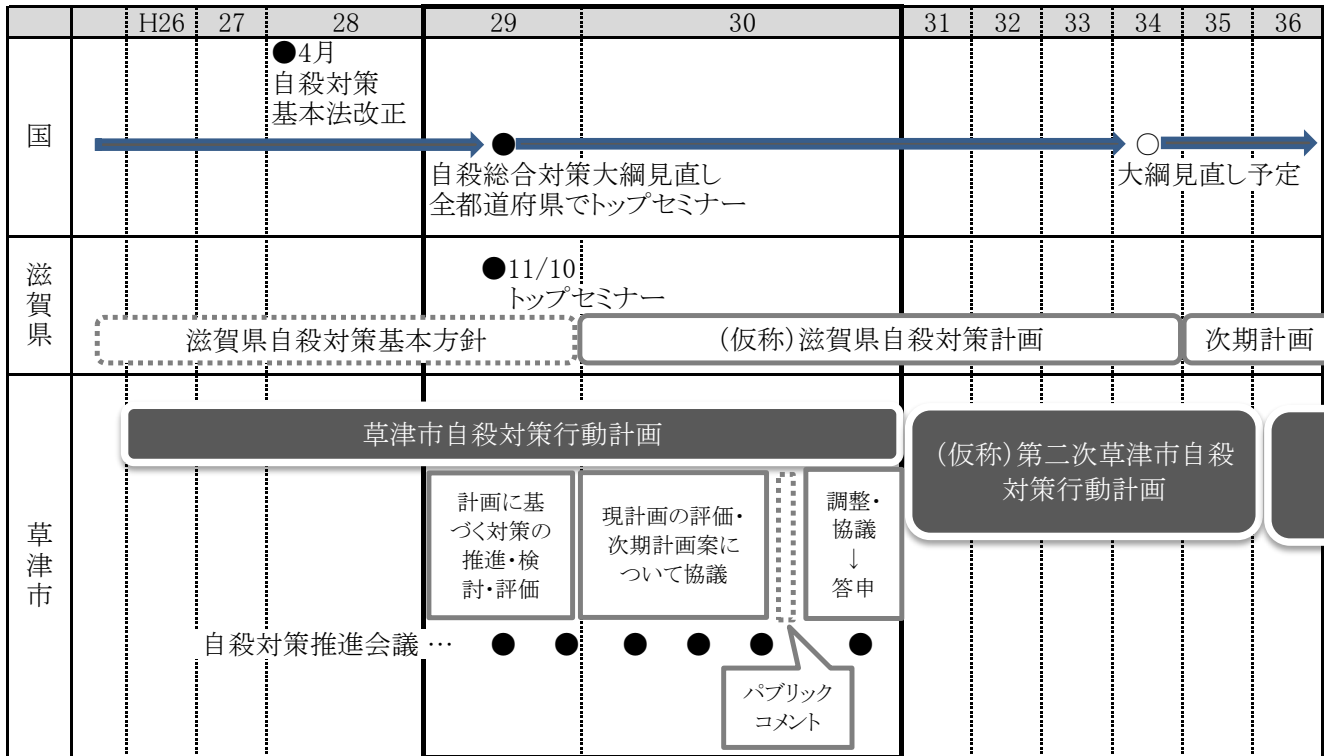 H26 27 28 29 30 31 32 33 34 35 36
国
●4月
自殺対策
基本法改正
自殺総合対策大綱見直し
全都道府県でトップセミナー
大綱見直し予定
滋賀県
●11/10
トップセミナー
滋賀県自殺対策基本方針
(仮称)滋賀県自殺対策計画
次期計画
草津市
草津市自殺対策行動計画
(仮称)第二次草津市自殺
対策行動計画
計画に基
づく対策の
推進・検
討・評価
現計画の評価・
次期計画案に
ついて協議
調整・
協議
↓
答申
自殺対策推進会議 …
パブリック
コメント